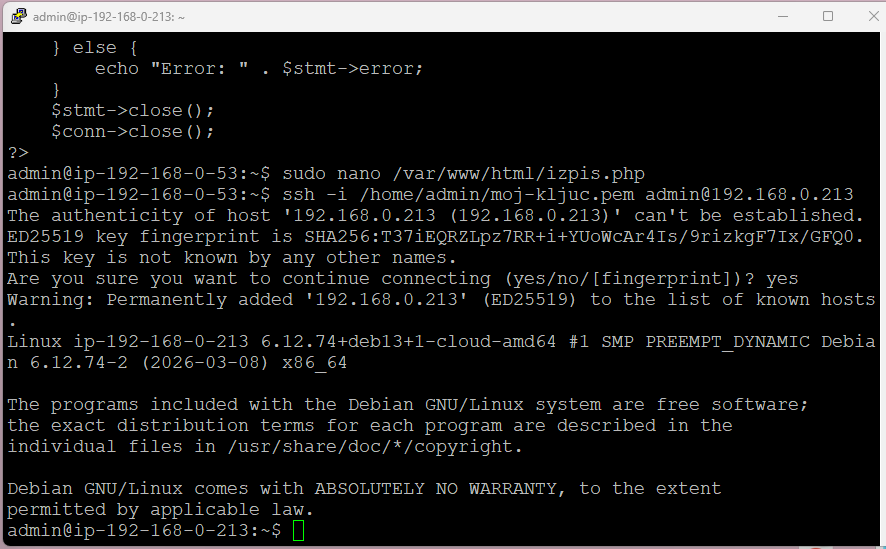 admin@ip-192-168-0-213: ~
    } else {
        echo "Error: " . $stmt->error;
    }
    $stmt->close();
    $conn->close();
?>
admin@ip-192-168-0-53:~$ sudo nano /var/www/html/izpis.php
admin@ip-192-168-0-53:~$ ssh -i /home/admin/moj-kljuc.pem admin@192.168.0.213
The authenticity of host '192.168.0.213 (192.168.0.213)' can't be established.
ED25519 key fingerprint is SHA256:T37iEQRZLpz7RR+i+YUoWcAr4Is/9rizkgF7Ix/GFQ0.
This key is not known by any other names.
Are you sure you want to continue connecting (yes/no/[fingerprint])? yes
Warning: Permanently added '192.168.0.213' (ED25519) to the list of known hosts
.
Linux ip-192-168-0-213 6.12.74+deb13+1-cloud-amd64 #1 SMP PREEMPT_DYNAMIC Debia
n 6.12.74-2 (2026-03-08) x86_64

The programs included with the Debian GNU/Linux system are free software;
the exact distribution terms for each program are described in the
individual files in /usr/share/doc/*/copyright.

Debian GNU/Linux comes with ABSOLUTELY NO WARRANTY, to the extent
permitted by applicable law.
admin@ip-192-168-0-213:~$